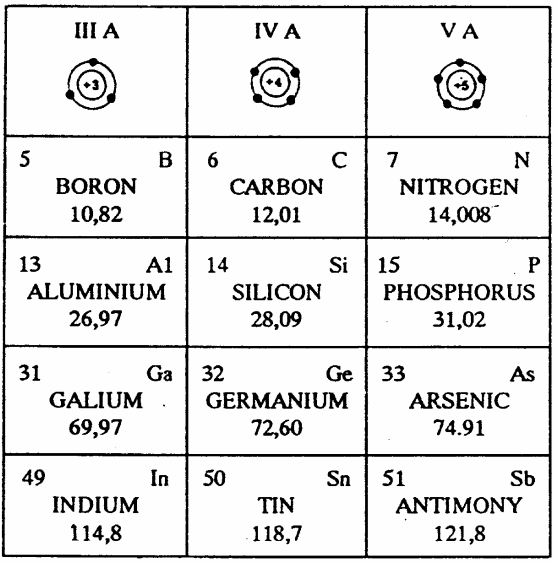 III A IV A V A
+3 +4 +5
5 B 6 C 7 N
BORON CARBON NITROGEN
10,82 12,01 14,008
13 A1 14 Si 15 P
ALUMINIUM SILICON PHOSPHORUS
26,97 28,09 31,02
31 Ga 32 Ge 33 As
GALIUM GERMANIUM ARSENIC
69,97 72,60 74.91
49 In 50 Sn 51 Sb
INDIUM TIN ANTIMONY
114,8 118,7 121,8